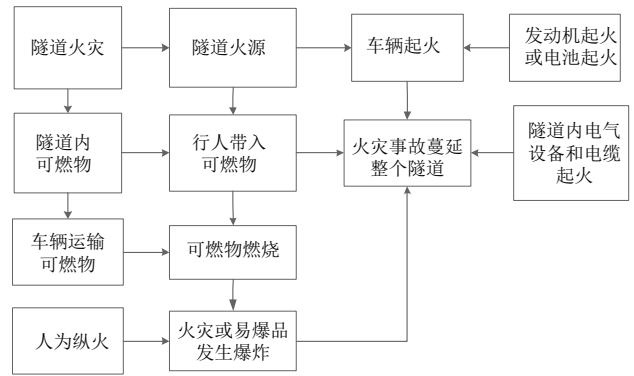 隧道火灾
隧道火源
车辆起火
发动机起火
或电池起火
隧道内
可燃物
行人带入
可燃物
火灾事故蔓延
整个隧道
隧道内电气
设备和电缆
起火
车辆运输
可燃物
可燃物燃烧
人为纵火
火灾或易爆品
发生爆炸